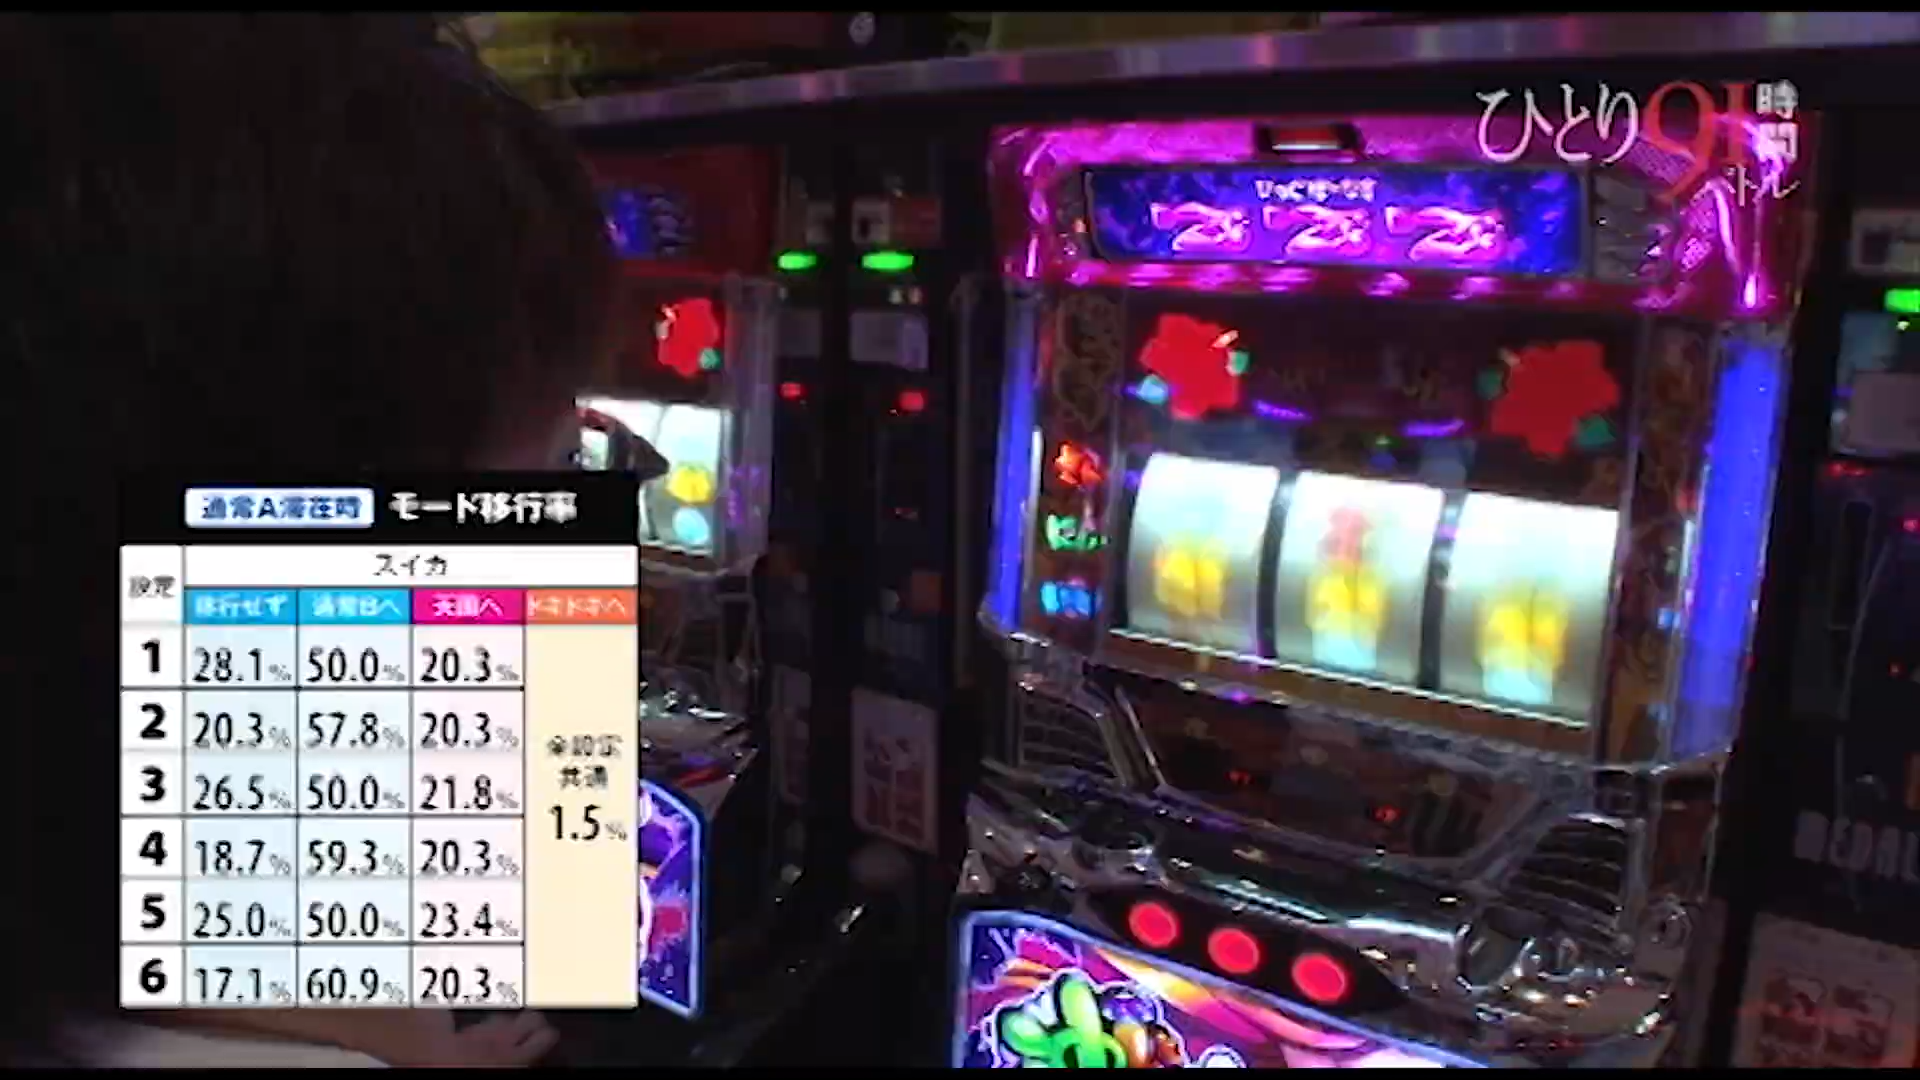 ひとり91時間
バトル
通常A滞在時 モード移行率
設定 スイカ
移行せず 通常Bへ 天国へ ドキドキへ
1 28.1% 50.0% 20.3%
2 20.3% 57.8% 20.3%
3 26.5% 50.0% 21.8%
4 18.7% 59.3% 20.3%
5 25.0% 50.0% 23.4%
6 17.1% 60.9% 20.3%
全設定
共通
1.5%
MEDAL